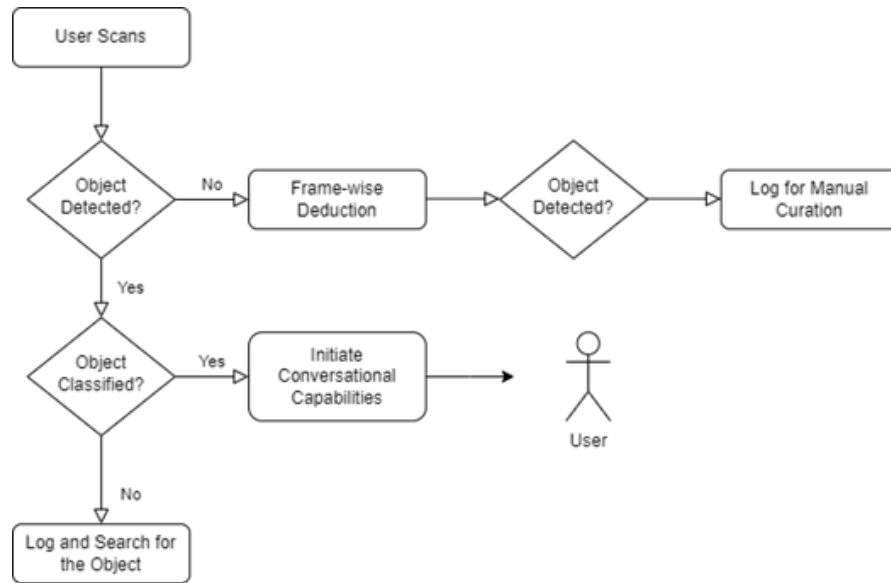 User Scans
Object
Detected?
No
Frame-wise
Deduction
Object
Detected?
Log for Manual
Curation
Yes
Object
Classified?
Yes
Initiate
Conversational
Capabilities
User
No
Log and Search for
the Object